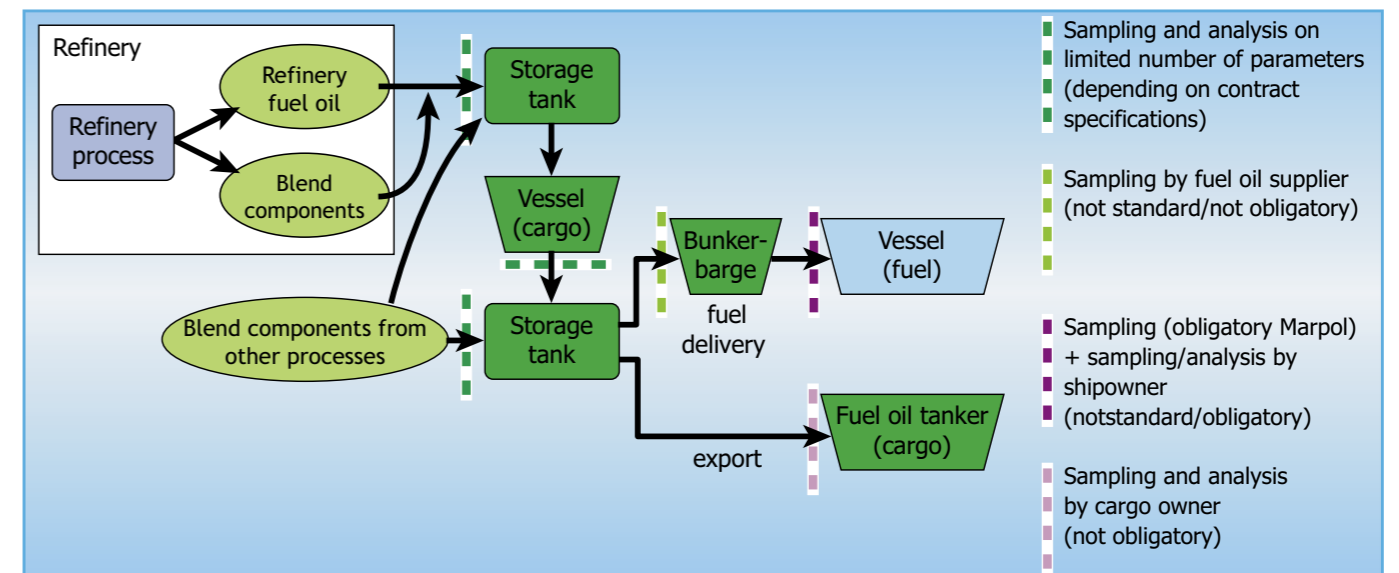 Refinery
Refinery
fuel oil
Refinery
process
Blend
components
Storage
tank
Vessel
(cargo)
Blend components from
other processes
Storage
tank
Bunker-
barge
fuel
delivery
Vessel
(fuel)
Fuel oil tanker
(cargo)
export
Sampling and analysis on
limited number of parameters
(depending on contract
specifications)
Sampling by fuel oil supplier
(not standard/not obligatory)
Sampling (obligatory Marpol)
+ sampling/analysis by
shipowner
(notstandard/obligatory)
Sampling and analysis
by cargo owner
(not obligatory)